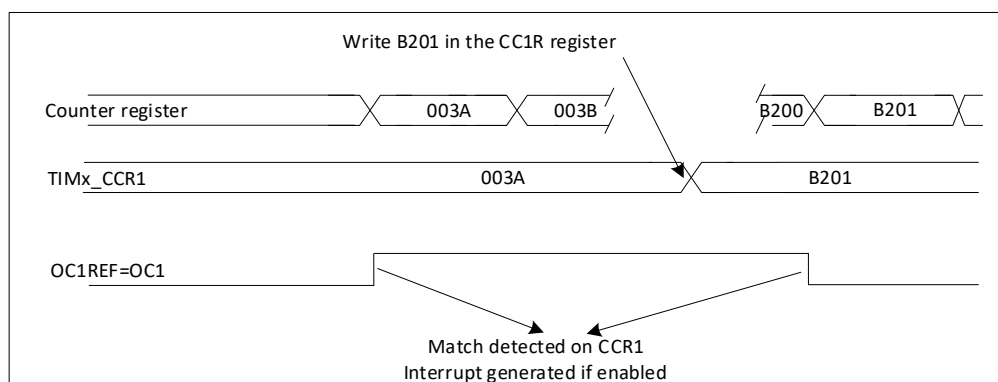 Write B201 in the CC1R register
Counter register 003A 003B B200 B201
TIMx_CCR1 003A B201
OC1REF=OC1
Match detected on CCR1
Interrupt generated if enabled